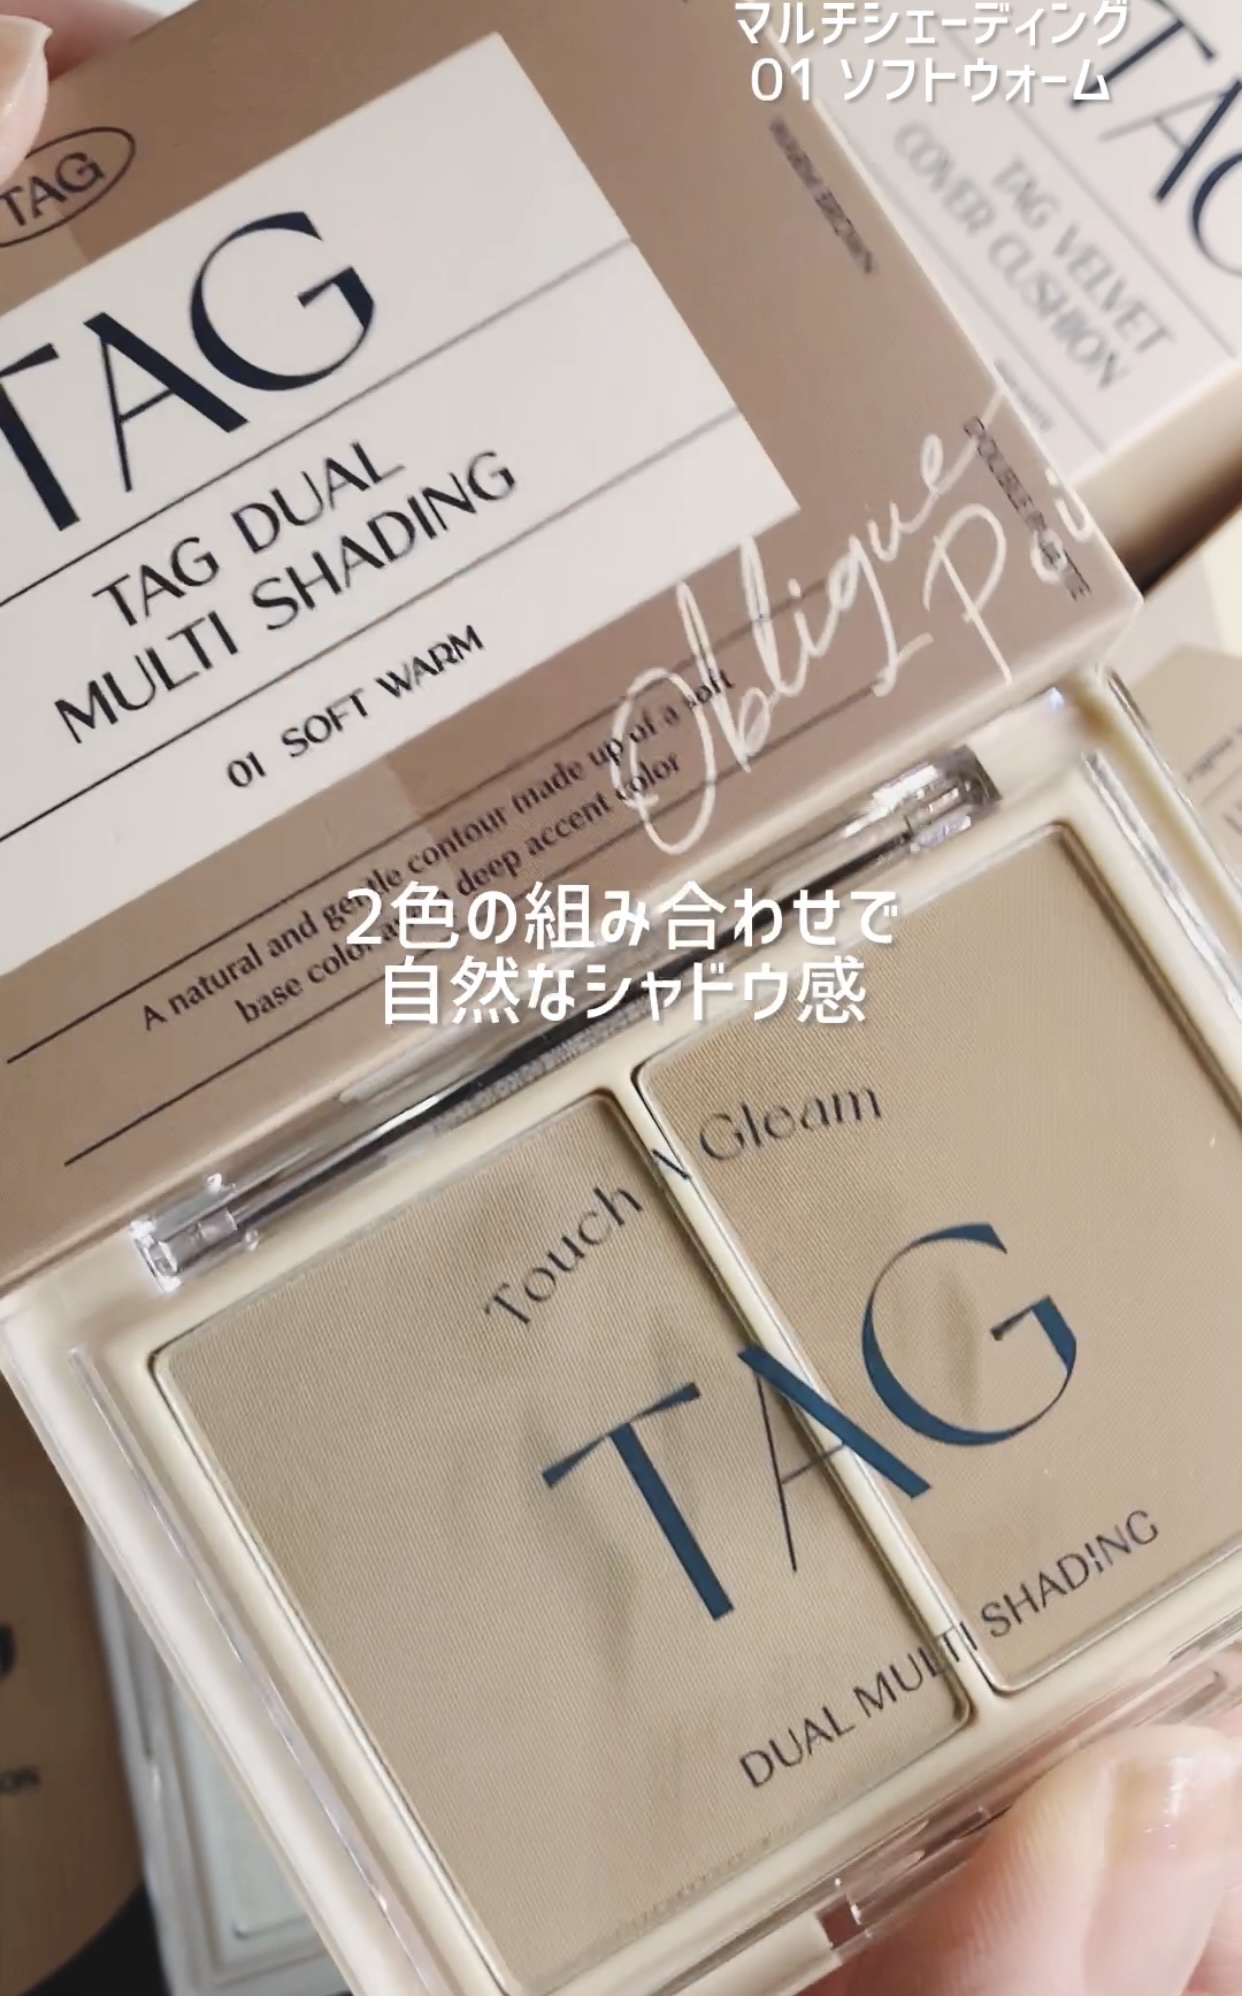 マルチシェーディング
01 ソフトウォーム
TAG
TAG
TAG DUAL
MULTI SHADING
01 SOFT WARM
A natural and gentle contour made up of a soft
base color deep accent color
Oblique
TAG VELVET
COVER CUSHION
2色の組み合わせで
自然なシャドウ感
Touch N Gleam
TAG
DUAL MULTI SHADING